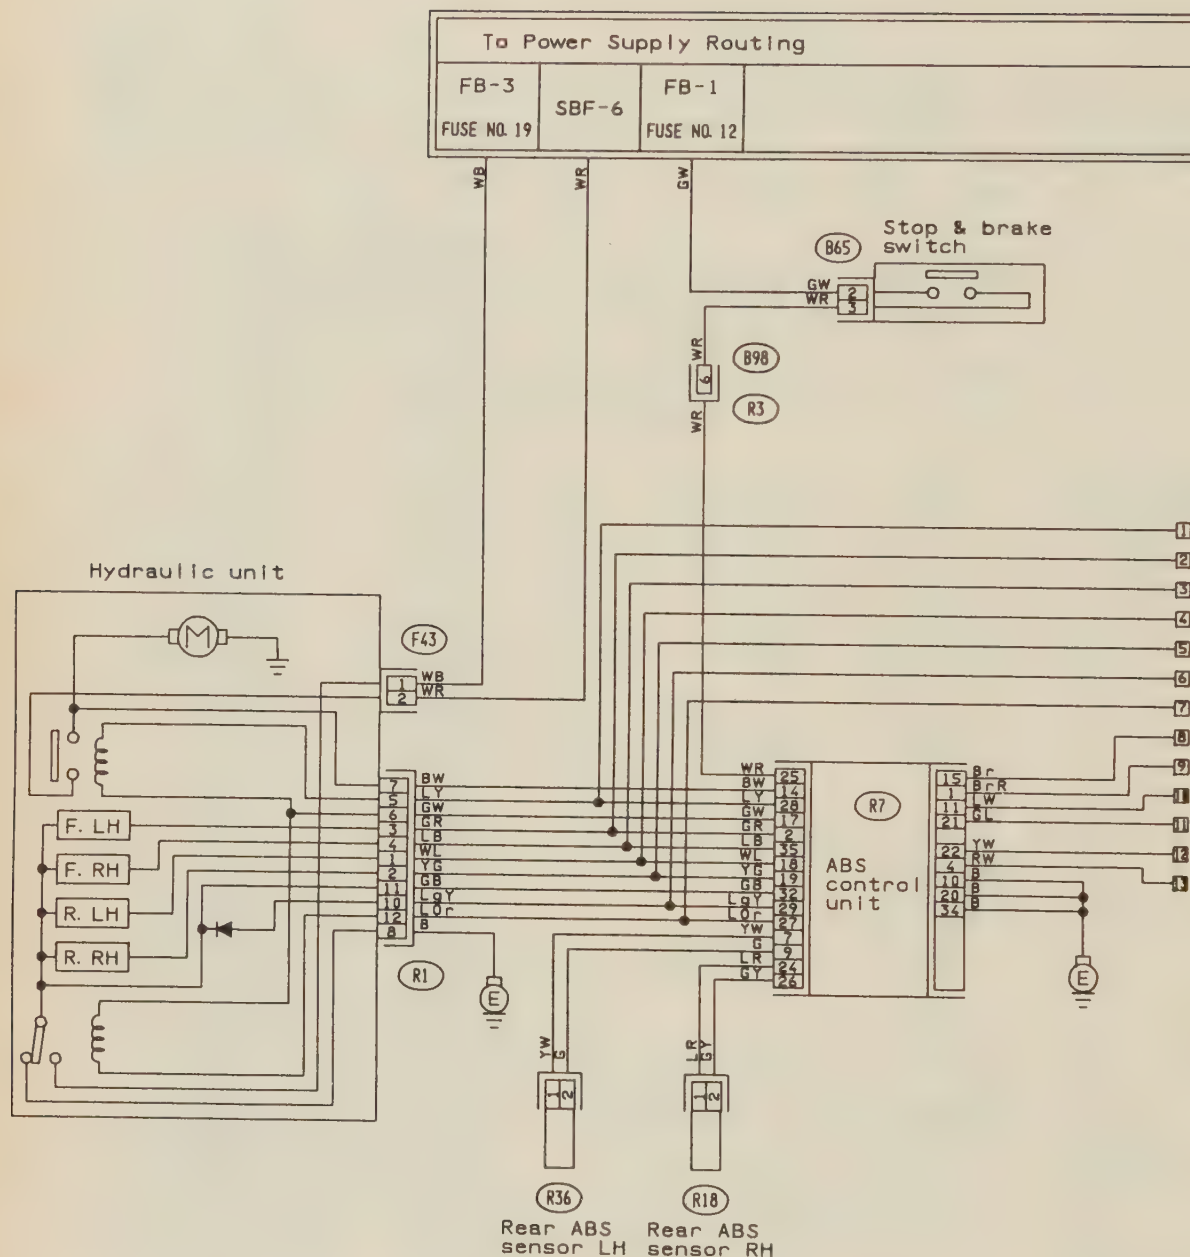 To Power Supply Routing
FB-3
FUSE NO. 19
SBF-6
FB-1
FUSE NO. 12
WB
WR
GW
Stop & brake
switch
B65
GW
WR
2
3
WR
B98
6
R3
WR
1
2
3
4
5
6
7
8
9
10
11
12
13
Hydraulic unit
M
F43
1
2
WB
WR
F. LH
F. RH
R. LH
R. RH
7
5
6
3
4
1
2
11
10
12
8
BW
LY
GW
GR
LB
WL
YG
GB
LgY
LOr
B
R1
E
WR
BW
LY
GW
GR
LB
WL
YG
GB
LgY
LOr
YW
G
LR
GY
25
14
28
17
2
35
18
19
32
29
27
7
9
24
26
R7
ABS
control
unit
15
1
11
21
22
4
10
20
34
Br
BrR
GL
YW
RW
B
B
B
E
YW
G
1
2
R36
Rear ABS
sensor LH
LR
GY
1
2
R18
Rear ABS
sensor RH